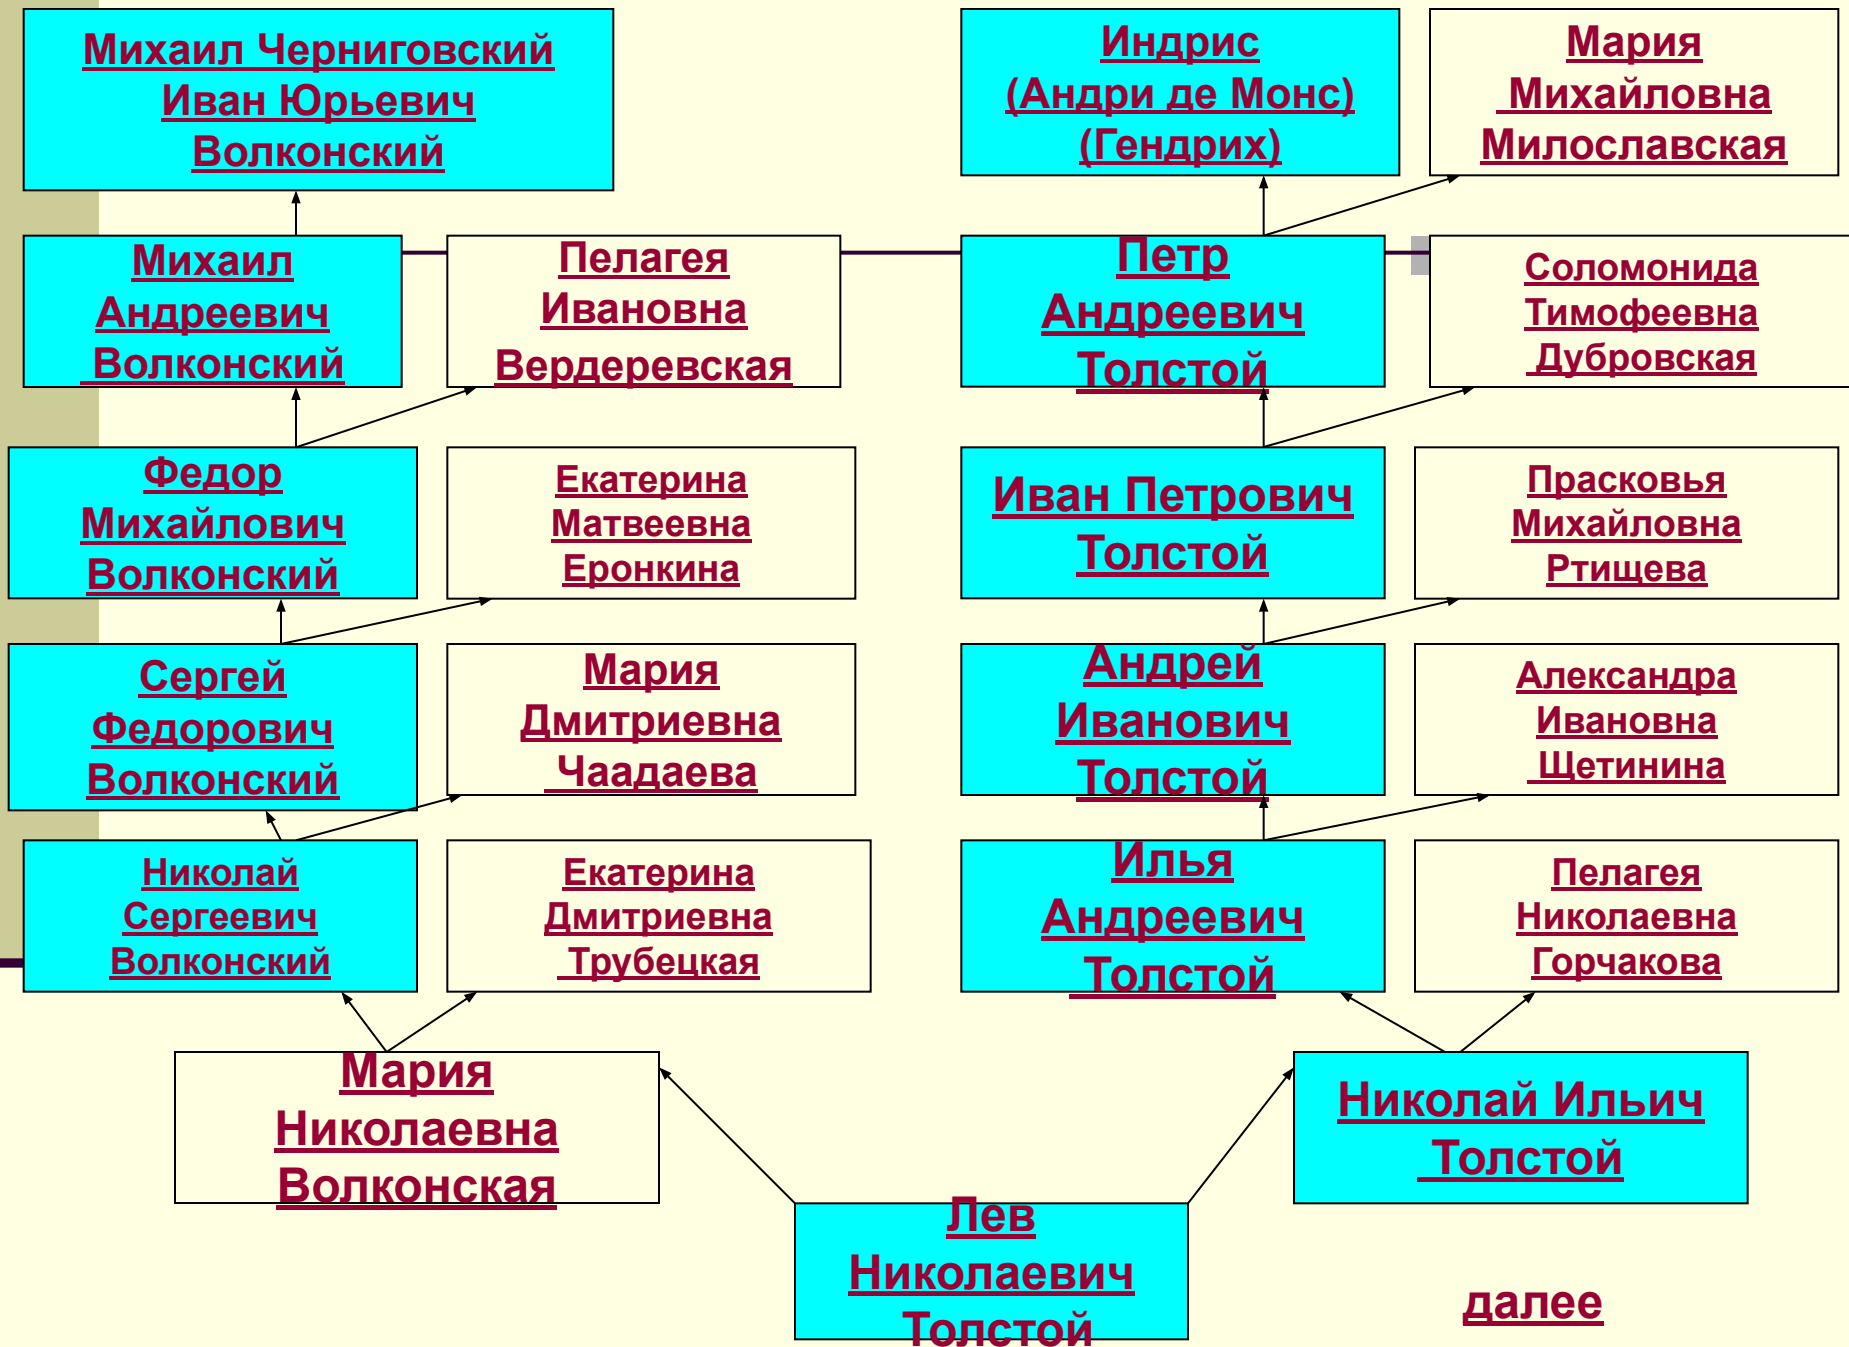 Михаил Черниговский
Иван Юрьевич
Волконский
Индрис
(Андри де Монс)
(Гендрих)
Мария
Михайловна
Милославская
Михаил
Андреевич
Волконский
Пелагея
Ивановна
Вердеревская
Петр
Андреевич
Толстой
Соломонида
Тимофеевна
Дубровская
Федор
Михайлович
Волконский
Екатерина
Матвеевна
Еронкина
Иван Петрович
Толстой
Прасковья
Михайловна
Ртищева
Сергей
Федорович
Волконский
Мария
Дмитриевна
Чаадаева
Андрей
Иванович
Толстой
Александра
Ивановна
Щетинина
Николай
Сергеевич
Волконский
Екатерина
Дмитриевна
Трубецкая
Илья
Андреевич
Толстой
Пелагея
Николаевна
Горчакова
Мария
Николаевна
Волконская
Николай Ильич
Толстой
Лев
Николаевич
Толстой
далее